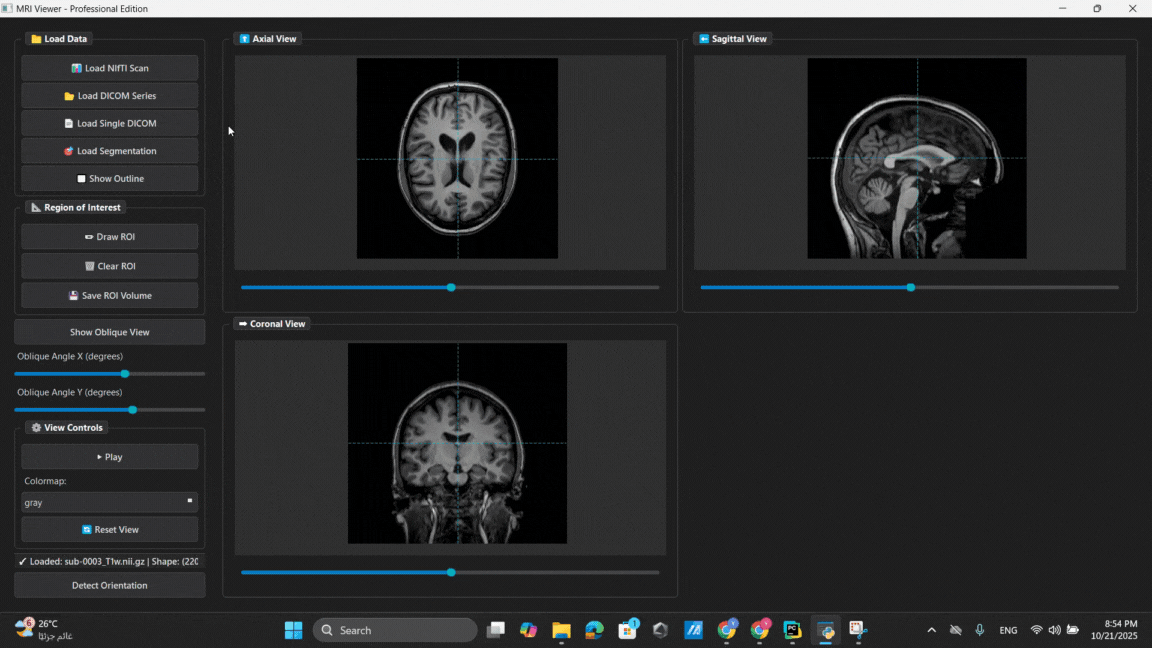 MRI Viewer - Professional Edition
Load Data
Load NIfTI Scan
Load DICOM Series
Load Single DICOM
Load Segmentation
Show Outline
Region of Interest
Draw ROI
Clear ROI
Save ROI Volume
Show Oblique View
Oblique Angle X (degrees)
Oblique Angle Y (degrees)
View Controls
Play
Colormap:
gray
Reset View
✓ Loaded: sub-0003_T1w.nii.gz | Shape: (220
Detect Orientation
Axial View
Sagittal View
Coronal View
6
26°C
غائم جزئيًا
Search
1
PC
ENG
8:54 PM
10/21/2025